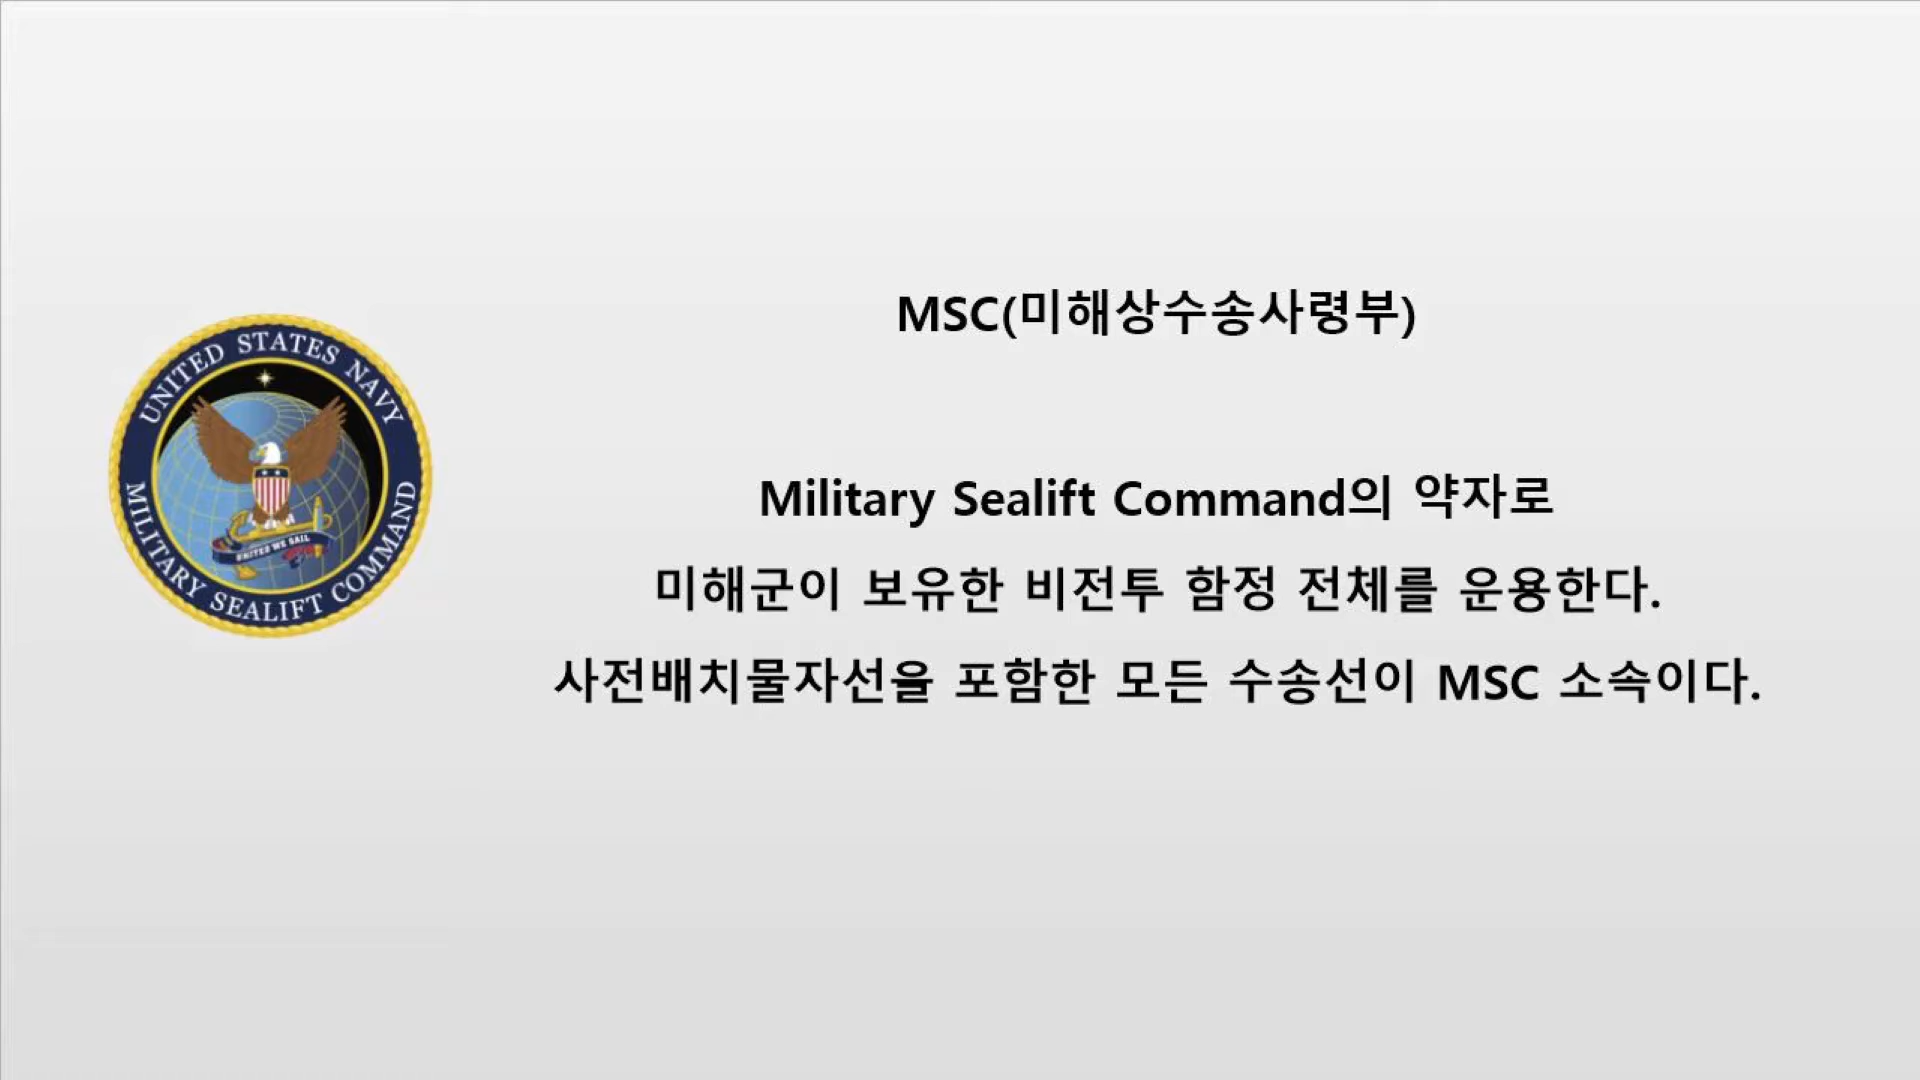 UNITED STATES NAVY
UNITED WE SAIL
MILITARY SEALIFT COMMAND
MSC(미해상수송사령부)
Military Sealift Command의 약자로
미해군이 보유한 비전투 함정 전체를 운용한다.
사전배치물자선을 포함한 모든 수송선이 MSC 소속이다.